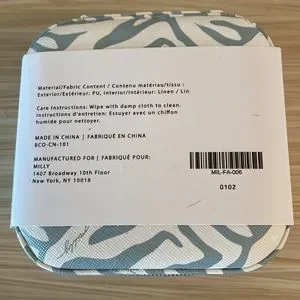 Material/Fabric Content / Contenu matériau/tissu :
Exterior/Extérieur: PU, Interior/Intérieur: Linen / Lin
Care Instructions: Wipe with damp cloth to clean.
Instructions d'entretien: Essuyer avec un chiffon
humide pour nettoyer.
MADE IN CHINA | FABRIQUÉ EN CHINA
BCO-CN-101
MANUFACTURED FOR | FABRIQUÉ POUR:
MILLY
1407 Broadway 10th Floor
New York, NY 10018
MIL-FA-006
0102